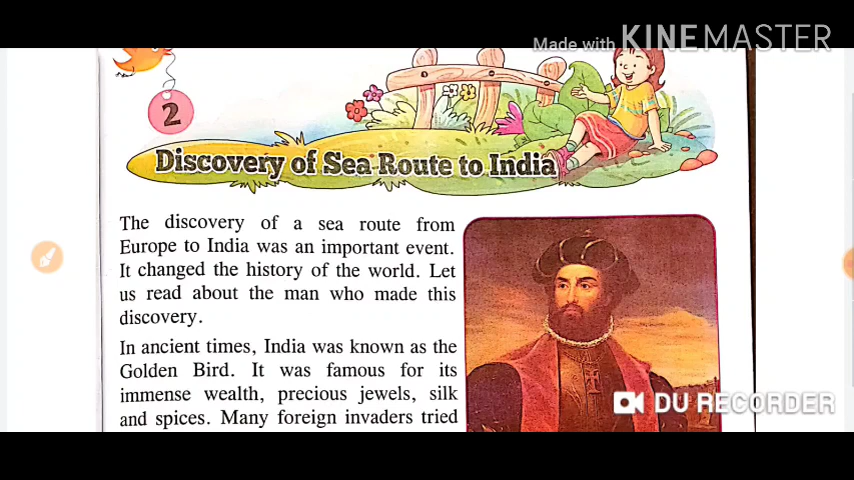 Made with KINEMASTER
2
Discovery of Sea Route to India
The discovery of a sea route from
Europe to India was an important event.
It changed the history of the world. Let
us read about the man who made this
discovery.
In ancient times, India was known as the
Golden Bird. It was famous for its
immense wealth, precious jewels, silk
and spices. Many foreign invaders tried
DU RECORDER